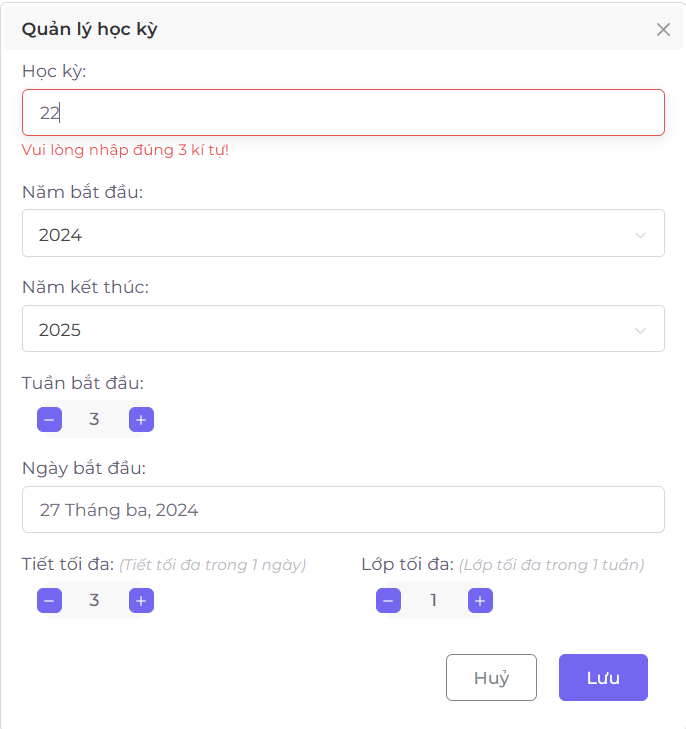 Quản lý học kỳ
Học kỳ:
22
Vui lòng nhập đúng 3 kí tự!
Năm bắt đầu:
2024
Năm kết thúc:
2025
Tuần bắt đầu:
3
Ngày bắt đầu:
27 Tháng ba, 2024
Tiết tối đa: (Tiết tối đa trong 1 ngày) Lớp tối đa: (Lớp tối đa trong 1 tuần)
3 1
Huỷ Lưu